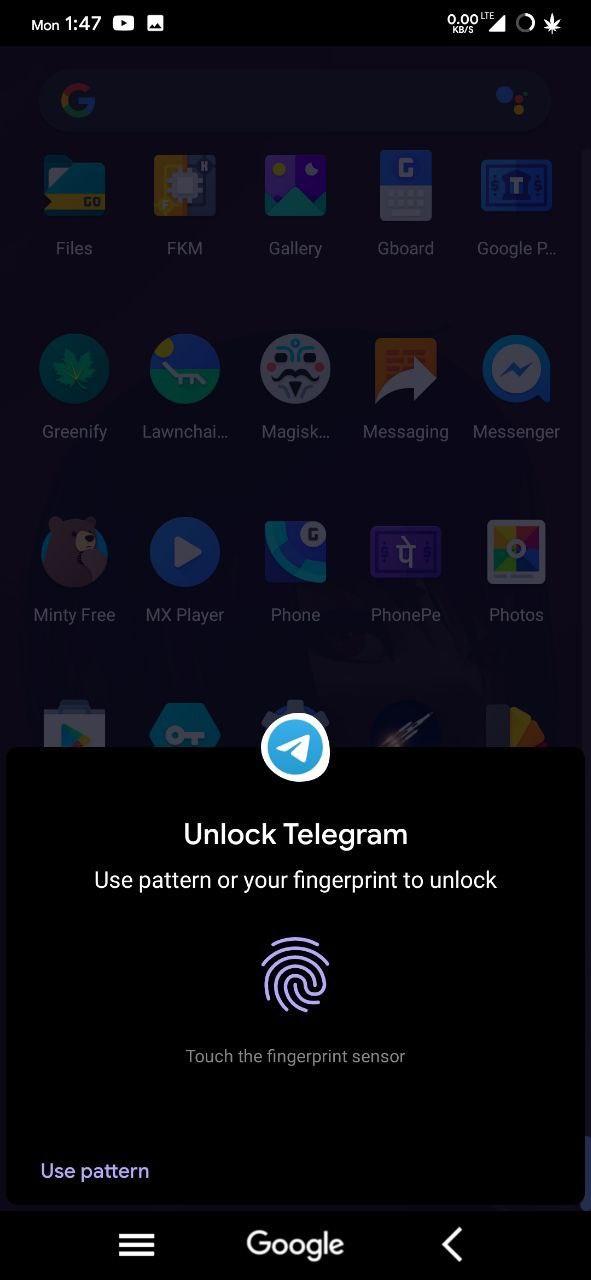 Mon 1:47
0.00 KB/S LTE
G
GO
H
F
G
T
Files
FKM
Gallery
Gboard
Google P...
Greenify
Lawnchai...
Magisk...
Messaging
Messenger
G
पे
Minty Free
MX Player
Phone
PhonePe
Photos
Unlock Telegram
Use pattern or your fingerprint to unlock
Touch the fingerprint sensor
Use pattern
Google